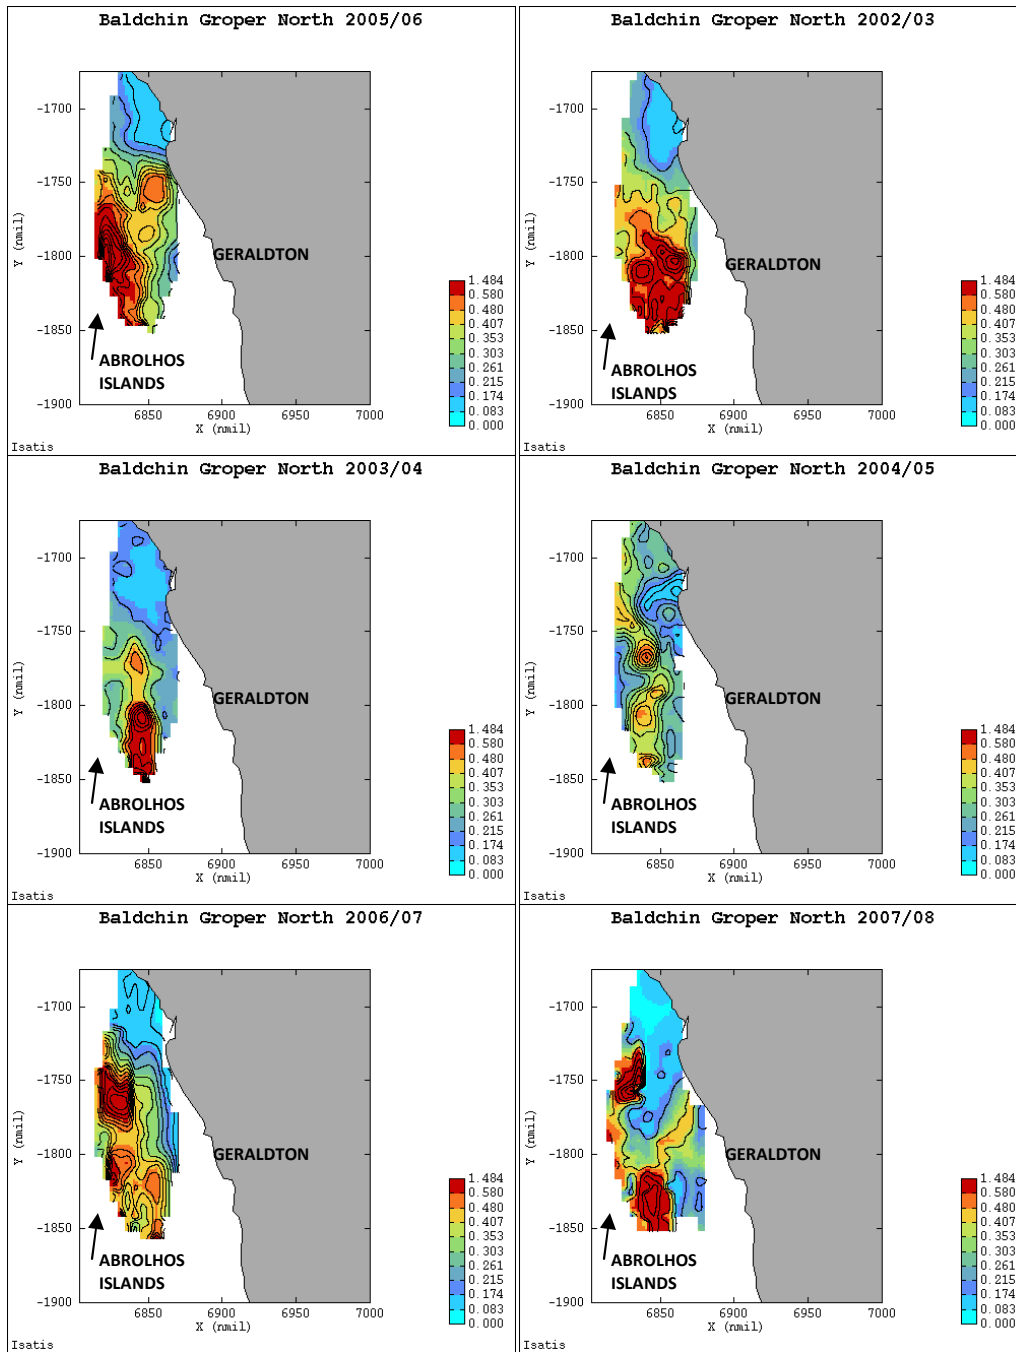 Baldchin Groper North 2005/06
-1700
-1750
-1800
-1850
-1900
Y (nmil)
GERALDTON
ABROLHOS
ISLANDS
1.484
0.580
0.480
0.407
0.353
0.303
0.261
0.215
0.174
0.083
0.000
6850
6900
6950
7000
X (nmil)
Isatis
Baldchin Groper North 2002/03
-1700
-1750
-1800
-1850
-1900
Y (nmil)
GERALDTON
ABROLHOS
ISLANDS
1.484
0.580
0.480
0.407
0.353
0.303
0.261
0.215
0.174
0.083
0.000
6850
6900
6950
7000
X (nmil)
Isatis
Baldchin Groper North 2003/04
-1700
-1750
-1800
-1850
-1900
Y (nmil)
GERALDTON
ABROLHOS
ISLANDS
1.484
0.580
0.480
0.407
0.353
0.303
0.261
0.215
0.174
0.083
0.000
6850
6900
6950
7000
X (nmil)
Isatis
Baldchin Groper North 2004/05
-1700
-1750
-1800
-1850
-1900
Y (nmil)
GERALDTON
ABROLHOS
ISLANDS
1.484
0.580
0.480
0.407
0.353
0.303
0.261
0.215
0.174
0.083
0.000
6850
6900
6950
7000
X (nmil)
Isatis
Baldchin Groper North 2006/07
-1700
-1750
-1800
-1850
-1900
Y (nmil)
GERALDTON
ABROLHOS
ISLANDS
1.484
0.580
0.480
0.407
0.353
0.303
0.261
0.215
0.174
0.083
0.000
6850
6900
6950
7000
X (nmil)
Isatis
Baldchin Groper North 2007/08
-1700
-1750
-1800
-1850
-1900
Y (nmil)
GERALDTON
ABROLHOS
ISLANDS
1.484
0.580
0.480
0.407
0.353
0.303
0.261
0.215
0.174
0.083
0.000
6850
6900
6950
7000
X (nmil)
Isatis